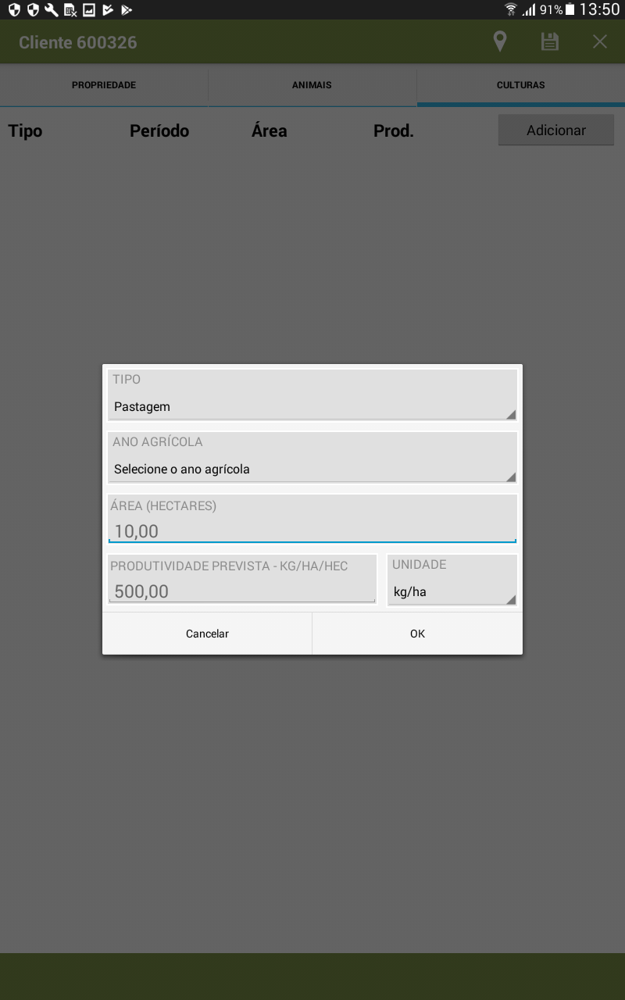 91% 13:50
Cliente 600326
PROPRIEDADE ANIMAIS CULTURAS
Tipo Período Área Prod. Adicionar
TIPO
Pastagem
ANO AGRÍCOLA
Selecione o ano agrícola
ÁREA (HECTARES)
10,00
PRODUTIVIDADE PREVISTA - KG/HA/HEC UNIDADE
500,00 kg/ha
Cancelar OK